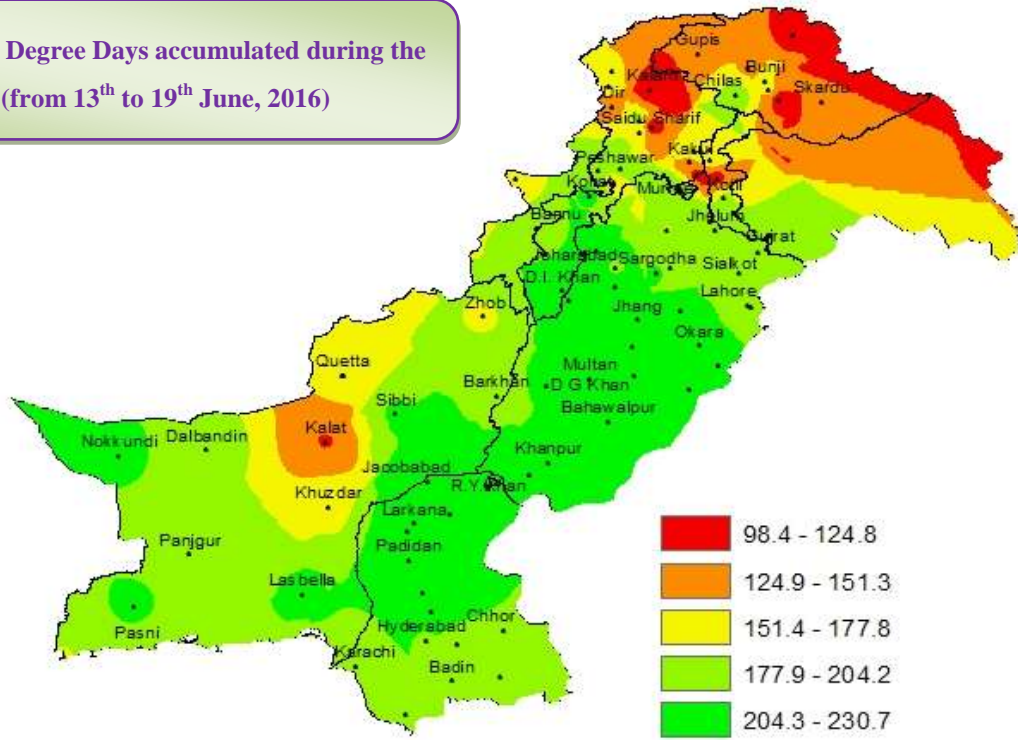 Degree Days accumulated during the
(from 13th to 19th June, 2016)
Gupis
Bunji
Chilas
Skardu
Dir
Saidu Sharif
Kakul
Peshawar
Kotli
Bannu
Jhelum
Gujrat
Sargodha
Sialkot
D.I. Khan
Lahore
Zhob
Jhang
Okara
Quetta
Multan
Barkhan
D G Khan
Sibbi
Bahawalpur
Kalat
Nokkundi
Dalbandin
Khanpur
Jacobabad
R.Y.Khan
Khuzdar
Larkana
98.4 - 124.8
Panjgur
Padidan
124.9 - 151.3
Lasbella
Chhor
Pasni
Hyderabad
151.4 - 177.8
Karachi
Badin
177.9 - 204.2
204.3 - 230.7